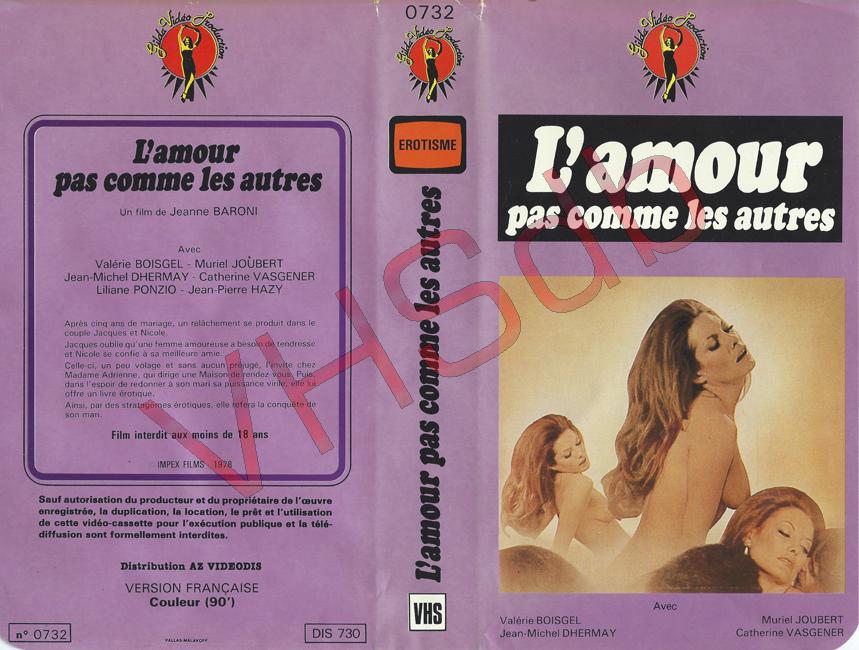 Gilda Vidéo Production
L'amour
pas comme les autres
Un film de Jeanne BARONI
Avec
Valérie BOISGEL - Muriel JOUBERT
Jean-Michel DHERMAY - Catherine VASGENER
Liliane PONZIO - Jean-Pierre HAZY
Après cinq ans de mariage, un relâchement se produit dans le
couple Jacques et Nicole.
Jacques oublie qu'une femme amoureuse a besoin de tendresse
et Nicole se confie à sa meilleure amie.
Celle-ci, un peu volage et sans aucun préjugé, l'invite chez
Madame Adrienne, qui dirige une Maison de rendez-vous. Puis,
dans l'espoir de redonner à son mari sa puissance virile, elle lui
offre un livre érotique.
Ainsi, par des stratagèmes érotiques, elle refera la conquête de
son mari.
Film interdit aux moins de 18 ans
IMPEX FILMS - 1978
Sauf autorisation du producteur et du propriétaire de l'œuvre
enregistrée, la duplication, la location, le prêt et l'utilisation
de cette vidéo-cassette pour l'exécution publique et la télé-
diffusion sont formellement interdites.
Distribution AZ VIDEODIS
VERSION FRANÇAISE
Couleur (90')
n° 0732
PALLAS-MALAKOFF
DIS 730
0732
Gilda Vidéo Production
EROTISME
L'amour pas comme les autres
VHS
Gilda Vidéo Production
L'amour
pas comme les autres
Avec
Valérie BOISGEL
Muriel JOUBERT
Jean-Michel DHERMAY
Catherine VASGENER
VHSdb